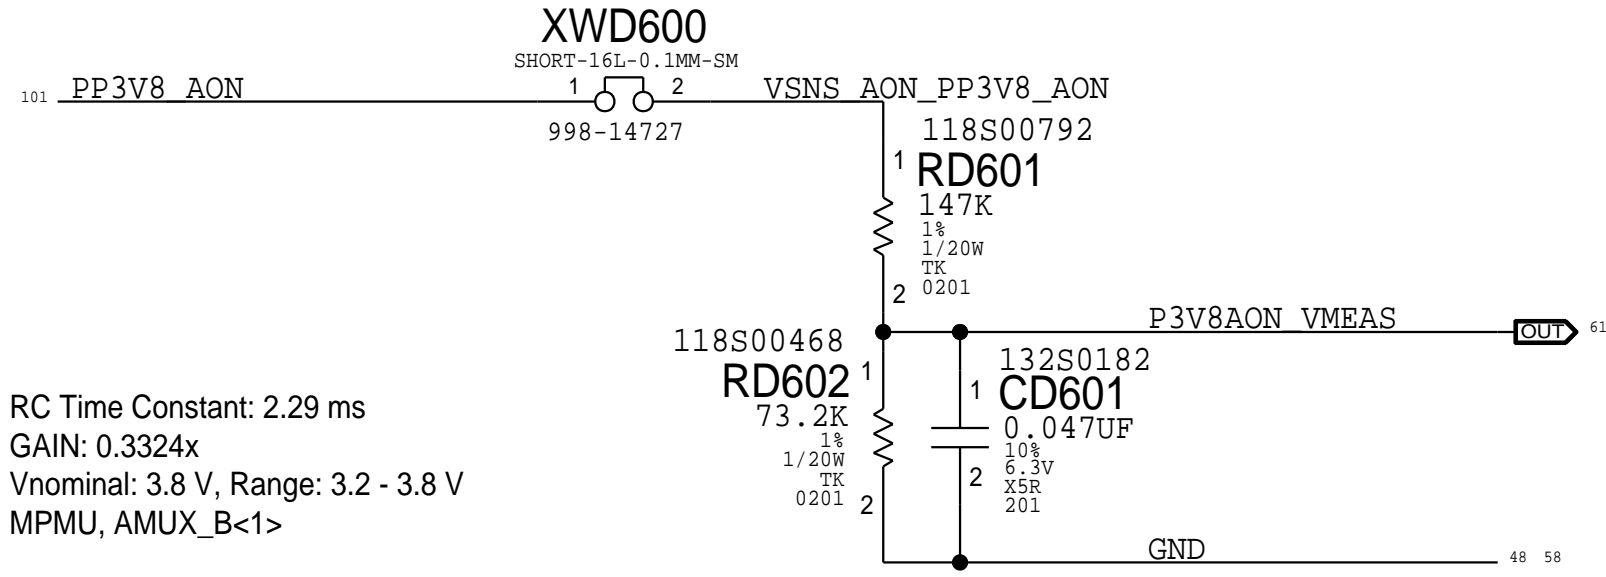 XWD600
SHORT-16L-0.1MM-SM
101 PP3V8_AON 1 2 VSNS_AON_PP3V8_AON
998-14727
118S00792
1 RD601
147K
1%
1/20W
TK
0201
2
P3V8AON_VMEAS
OUT 61
118S00468
1 RD602
73.2K
1%
1/20W
TK
0201
2
132S0182
1 CD601
0.047UF
10%
6.3V
X5R
201
2
GND 48 58
RC Time Constant: 2.29 ms
GAIN: 0.3324x
Vnominal: 3.8 V, Range: 3.2 - 3.8 V
MPMU, AMUX_B<1>